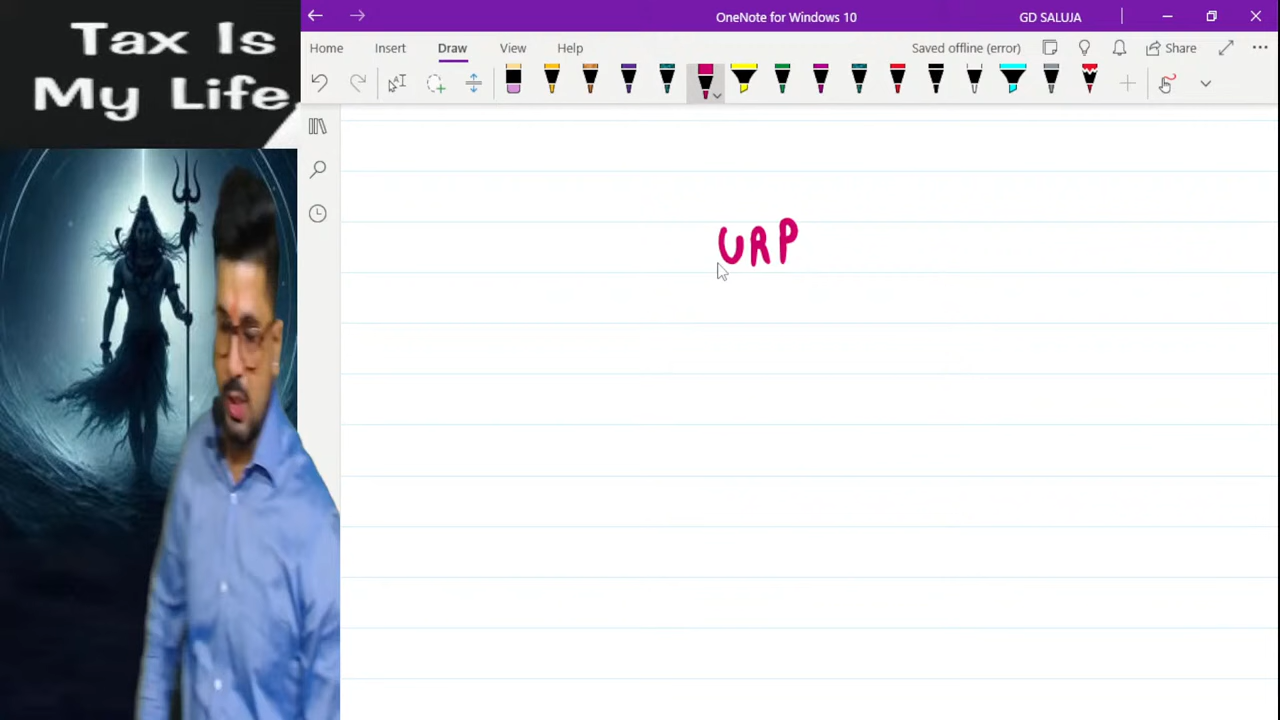 Tax Is
My Life
OneNote for Windows 10
GD SALUJA
Home Insert Draw View Help
Saved offline (error)
Share
URP